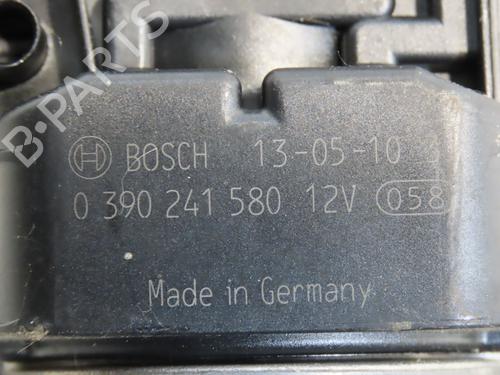 B-PARTS
BOSCH 13-05-10
0 390 241 580 12V 058
Made in Germany